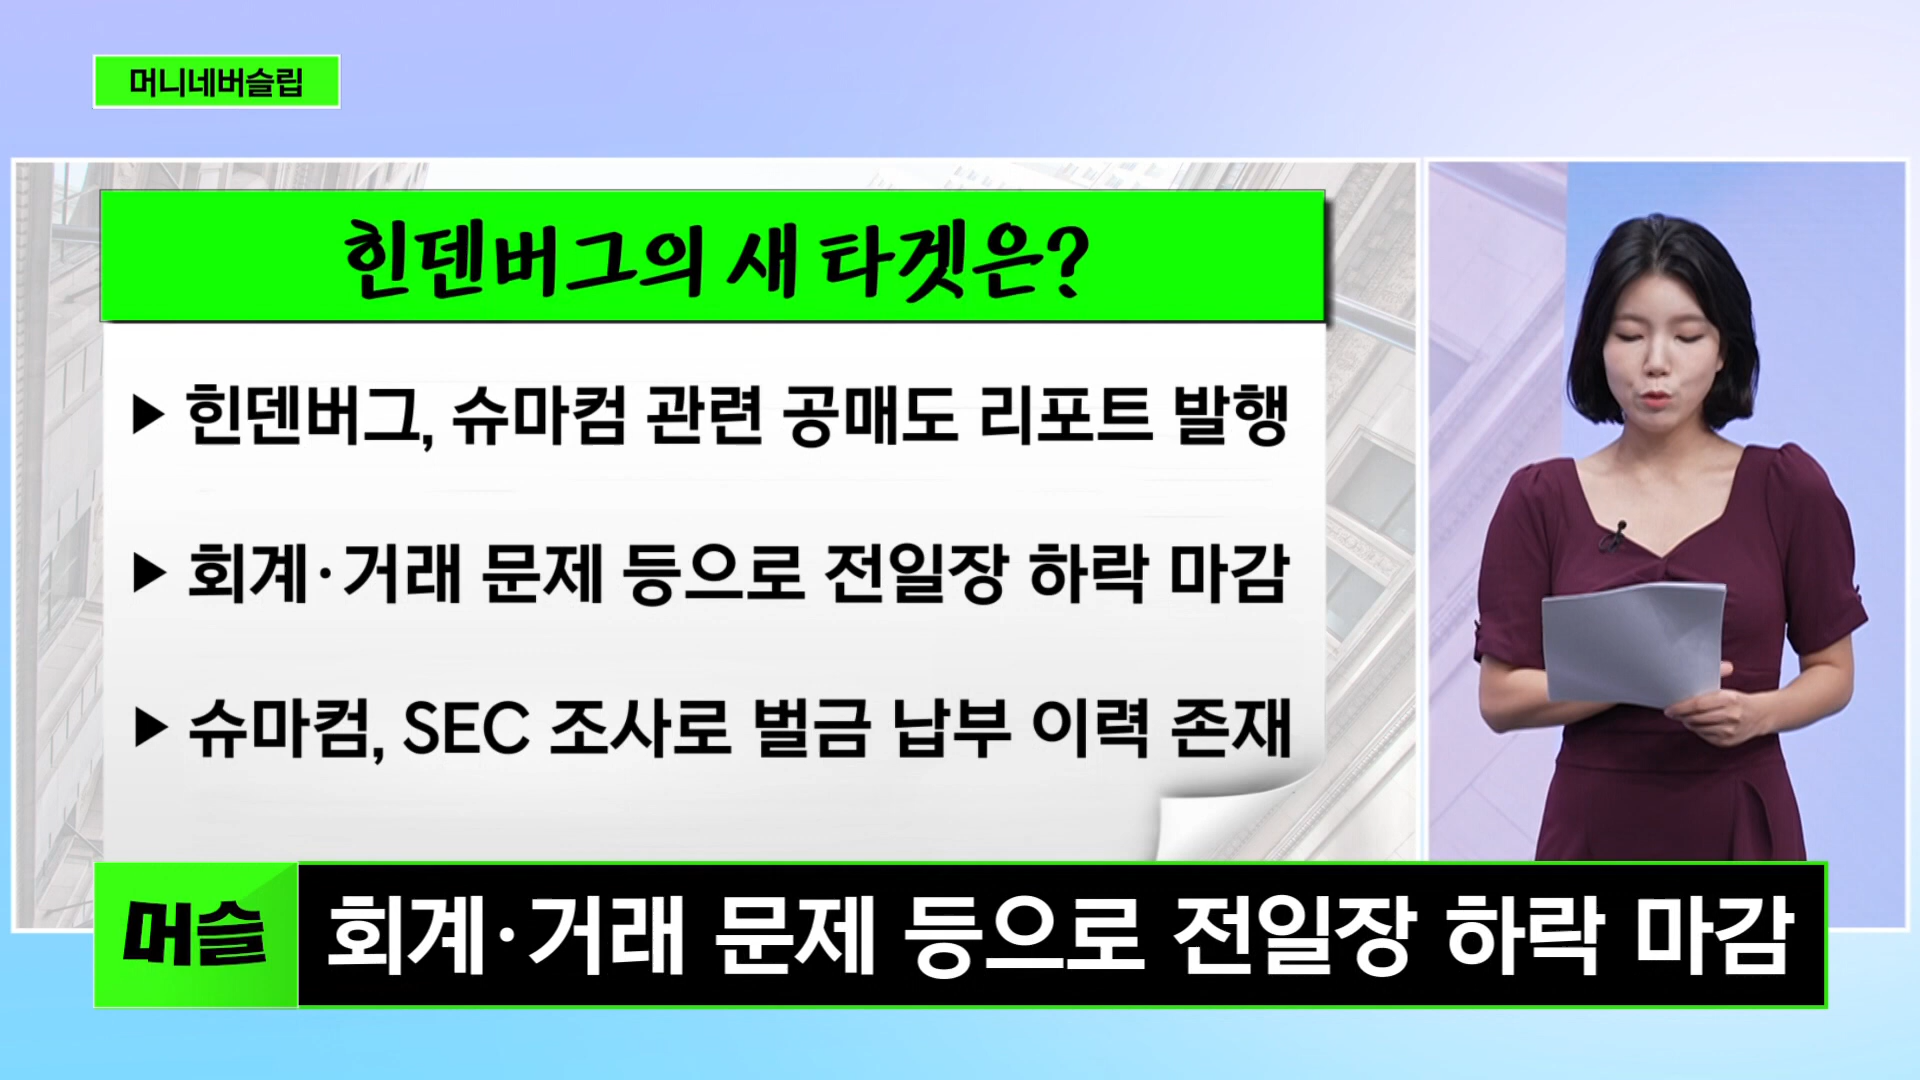 머니네버슬립
힌덴버그의 새 타겟은?
▶ 힌덴버그, 슈마컴 관련 공매도 리포트 발행
▶ 회계·거래 문제 등으로 전일장 하락 마감
▶ 슈마컴, SEC 조사로 벌금 납부 이력 존재
머슬
회계·거래 문제 등으로 전일장 하락 마감